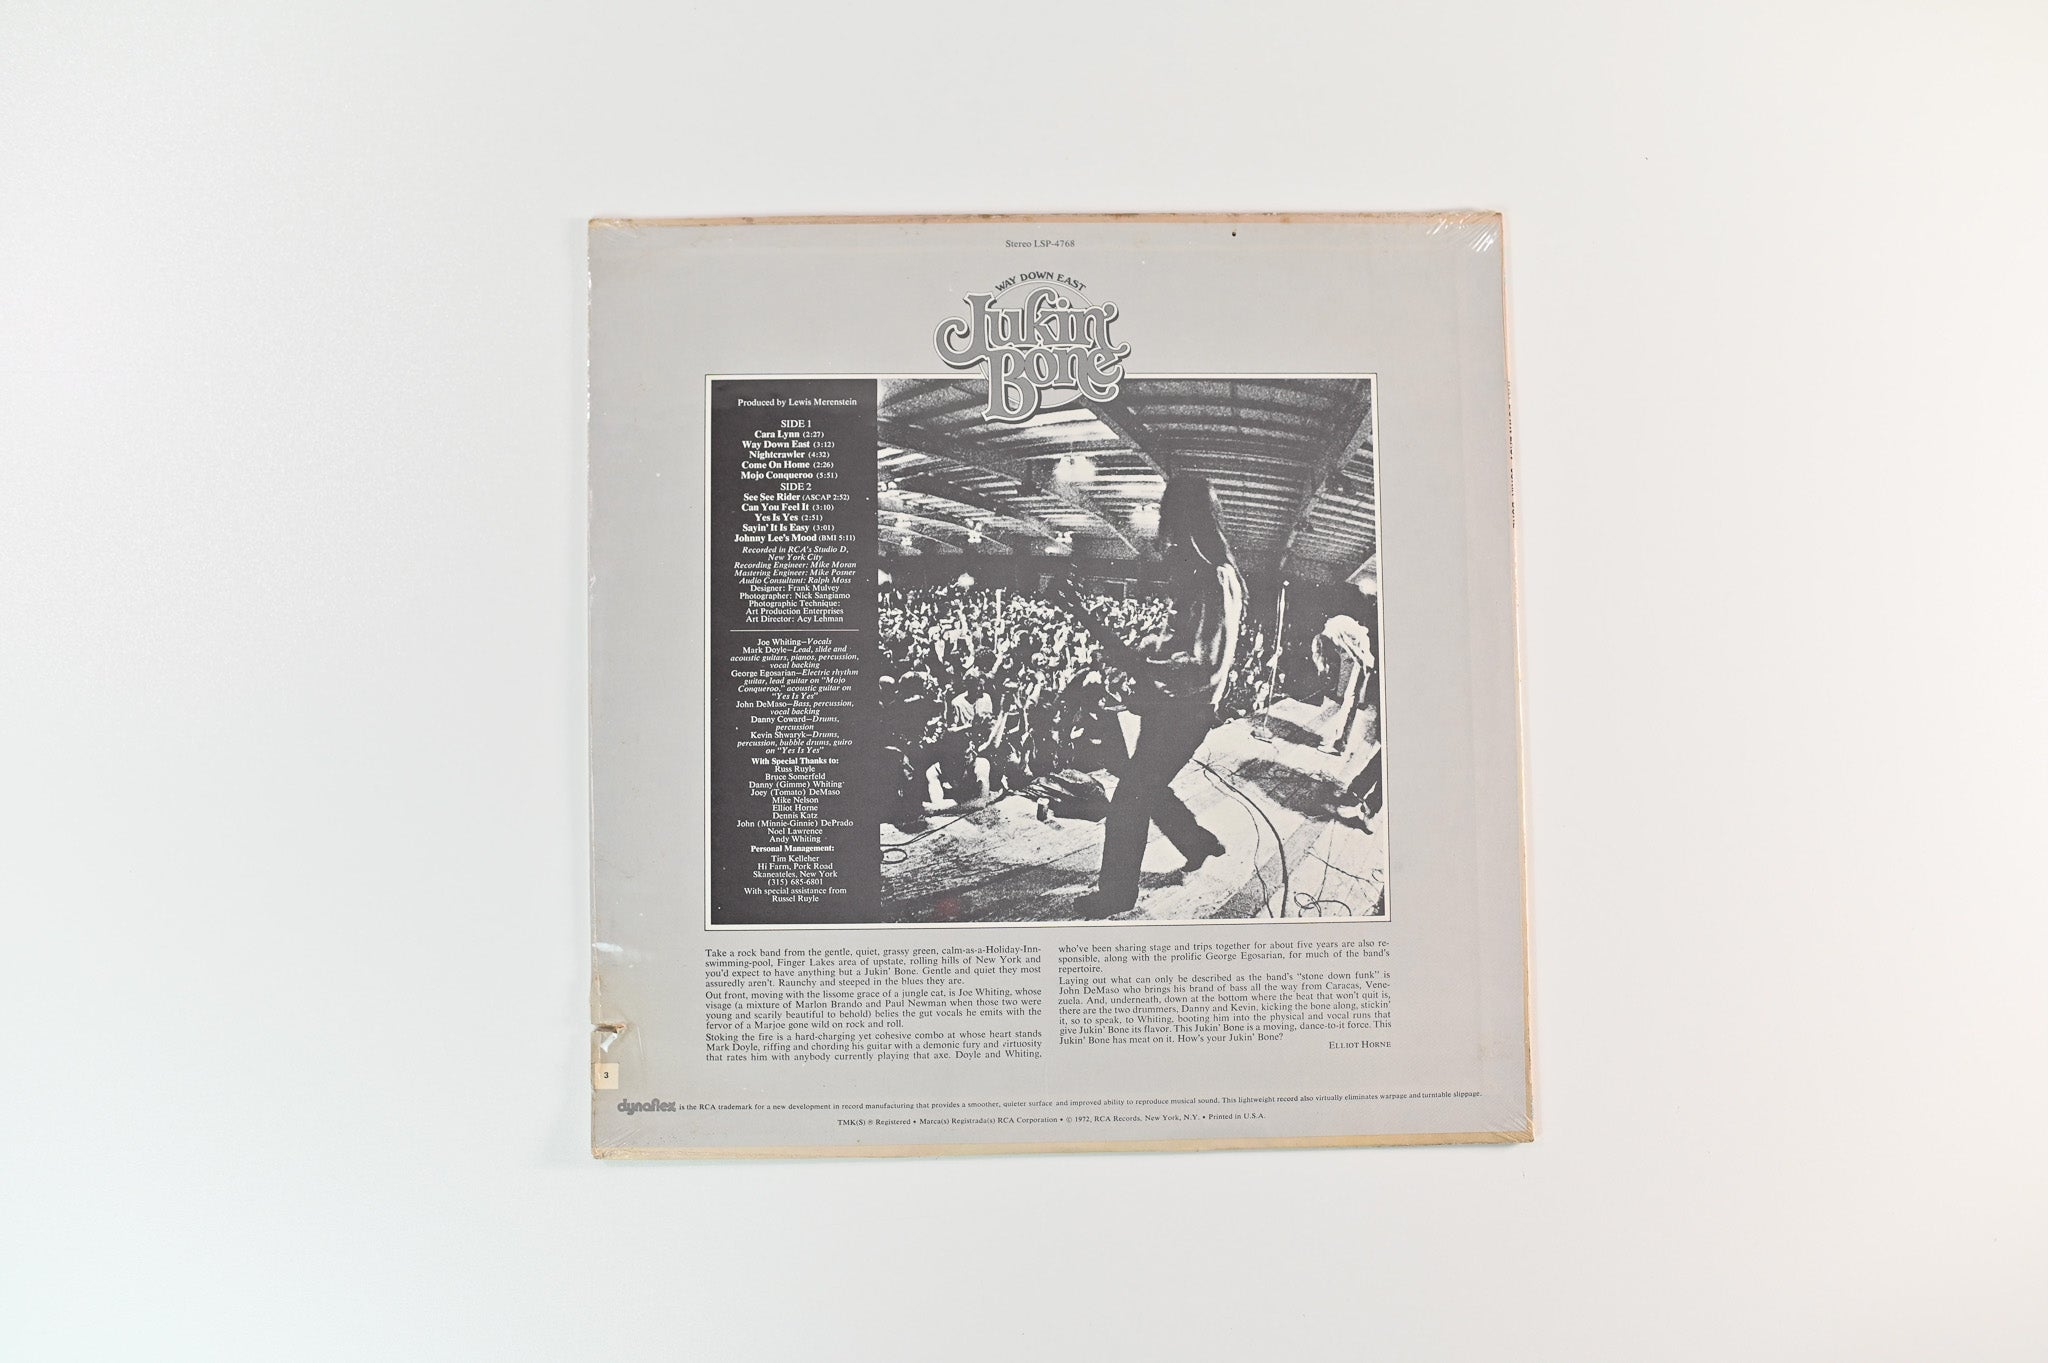 Stereo LSP-4768
WAY DOWN EAST
Jukin'
Bone
Produced by Lewis Merenstein
SIDE 1
Cara Lynn (2:27)
Way Down East (3:12)
Nightcrawler (4:32)
Come On Home (2:26)
Mojo Conqueroo (5:51)
SIDE 2
See See Rider (ASCAP 2:52)
Can You Feel It (3:10)
Yes Is Yes (2:51)
Sayin' It Is Easy (3:01)
Johnny Lee's Mood (BMI 5:11)
Recorded in RCA's Studio D,
New York City
Recording Engineer: Mike Moran
Mastering Engineer: Mike Posner
Audio Consultant: Ralph Moss
Designer: Frank Mulvey
Photographer: Nick Sangiamo
Photographic Technique:
Art Production Enterprises
Art Director: Acy Lehman
Joe Whiting—Vocals
Mark Doyle—Lead, slide and
acoustic guitars, pianos, percussion,
vocal backing
George Egosarian—Electric rhythm
guitar, lead guitar on "Mojo
Conqueroo," acoustic guitar on
"Yes Is Yes"
John DeMaso—Bass, percussion,
vocal backing
Danny Coward—Drums,
percussion
Kevin Shwaryk—Drums,
percussion, bubble drums, guiro
on "Yes Is Yes"
With Special Thanks to:
Russ Ruyle
Bruce Somerfeld
Danny (Gimme) Whiting
Joey (Tomato) DeMaso
Mike Nelson
Elliot Horne
Dennis Katz
John (Minnie-Ginnie) DePrado
Noel Lawrence
Andy Whiting
Personal Management:
Tim Kelleher
Hi Farm, Pork Road
Skaneateles, New York
(315) 685-6801
With special assistance from
Russel Ruyle
Take a rock band from the gentle, quiet, grassy green, calm-as-a-Holiday-Inn-
swimming-pool, Finger Lakes area of upstate, rolling hills of New York and
you'd expect to have anything but a Jukin' Bone. Gentle and quiet they most
assuredly aren't. Raunchy and steeped in the blues they are.
Out front, moving with the lissome grace of a jungle cat, is Joe Whiting, whose
visage (a mixture of Marlon Brando and Paul Newman when those two were
young and scarily beautiful to behold) belies the gut vocals he emits with the
fervor of a Marjoe gone wild on rock and roll.
Stoking the fire is a hard-charging yet cohesive combo at whose heart stands
Mark Doyle, riffing and chording his guitar with a demonic fury and virtuosity
that rates him with anybody currently playing that axe. Doyle and Whiting,
who've been sharing stage and trips together for about five years are also re-
sponsible, along with the prolific George Egosarian, for much of the band's
repertoire.
Laying out what can only be described as the band's "stone down funk" is
John DeMaso who brings his brand of bass all the way from Caracas, Vene-
zuela. And, underneath, down at the bottom where the beat that won't quit is,
there are the two drummers, Danny and Kevin, kicking the bone along, stickin'
it, so to speak, to Whiting, booting him into the physical and vocal runs that
give Jukin' Bone its flavor. This Jukin' Bone is a moving, dance-to-it force. This
Jukin' Bone has meat on it. How's your Jukin' Bone?
ELLIOT HORNE
3
dynaflex is the RCA trademark for a new development in record manufacturing that provides a smoother, quieter surface and improved ability to reproduce musical sound. This lightweight record also virtually eliminates warpage and turntable slippage.
TMK(S) ® Registered • Marca(s) Registrada(s) RCA Corporation • © 1972, RCA Records, New York, N.Y. • Printed in U.S.A.